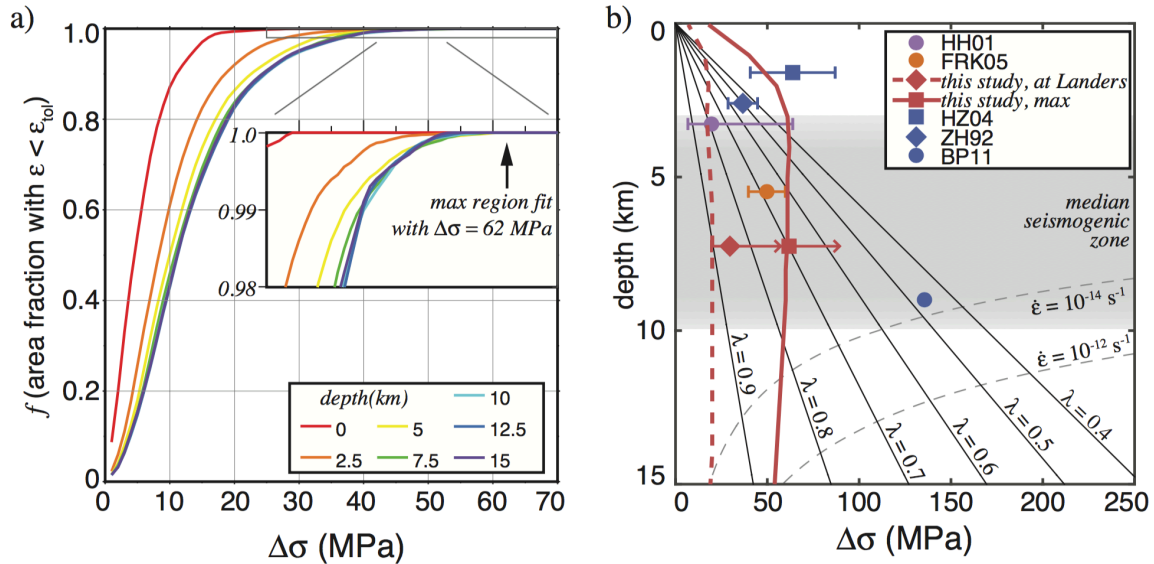 a)
f (area fraction with ε < ε_tol)
1.0
0.8
0.6
0.4
0.2
0
0 10 20 30 40 50 60 70
Δσ (MPa)
1.0
0.99
0.98
max region fit
with Δσ = 62 MPa
depth(km)
0
2.5
5
7.5
10
12.5
15
b)
depth (km)
0
5
10
15
0 50 100 150 200 250
Δσ (MPa)
HH01
FRK05
this study, at Landers
this study, max
HZ04
ZH92
BP11
median
seismogenic
zone
ε̇ = 10⁻¹⁴ s⁻¹
ε̇ = 10⁻¹² s⁻¹
λ = 0.9
λ = 0.8
λ = 0.7
λ = 0.6
λ = 0.5
λ = 0.4